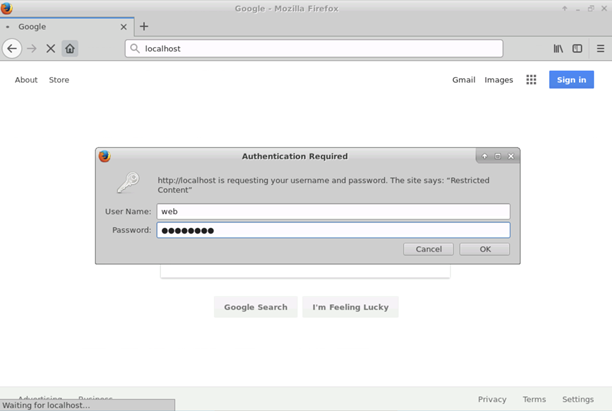 Google - Mozilla Firefox
Google
localhost
About Store
Gmail Images Sign in
Authentication Required
http://localhost is requesting your username and password. The site says: “Restricted
Content”
User Name: web
Password: ●●●●●●●●
Cancel OK
Google Search I'm Feeling Lucky
Advertising Business Privacy Terms Settings
Waiting for localhost...